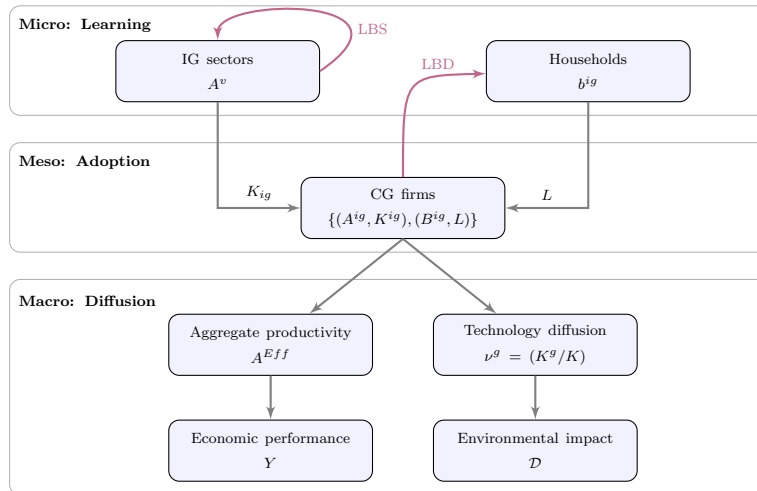 Micro: Learning
LBS
IG sectors
A^v
LBD
Households
b^{ig}
Meso: Adoption
K_{ig}
L
CG firms
{(A^{ig}, K^{ig}), (B^{ig}, L)}
Macro: Diffusion
Aggregate productivity
A^{Eff}
Technology diffusion
ν^g = (K^g/K)
Economic performance
Y
Environmental impact
𝒟